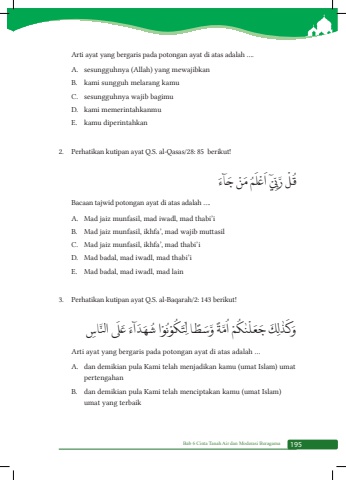 Arti ayat yang bergaris pada potongan ayat di atas adalah ....
A. sesungguhnya (Allah) yang mewajibkan
B. kami sungguh melarang kamu
C. sesungguhnya wajib bagimu
D. kami memerintahkanmu
E. kamu diperintahkan
2. Perhatikan kutipan ayat Q.S. al-Qasas/28: 85 berikut!
قُلْ رَّبِّيْٓ اَعْلَمُ مَنْ جَاۤءَ
Bacaan tajwid potongan ayat di atas adalah ....
A. Mad jaiz munfasil, mad iwadl, mad thabi'i
B. Mad jaiz munfasil, ikhfa', mad wajib muttasil
C. Mad jaiz munfasil, ikhfa', mad thabi'i
D. Mad badal, mad iwadl, mad thabi'i
E. Mad badal, mad iwadl, mad lain
3. Perhatikan kutipan ayat Q.S. al-Baqarah/2: 143 berikut!
وَكَذٰلِكَ جَعَلْنٰكُمْ اُمَّةً وَّسَطًا لِّتَكُوْنُوْا شُهَدَاۤءَ عَلَى النَّاسِ
Arti ayat yang bergaris pada potongan ayat di atas adalah ...
A. dan demikian pula Kami telah menjadikan kamu (umat Islam) umat
pertengahan
B. dan demikian pula Kami telah menciptakan kamu (umat Islam)
umat yang terbaik
Bab 6 Cinta Tanah Air dan Moderasi Beragama 195